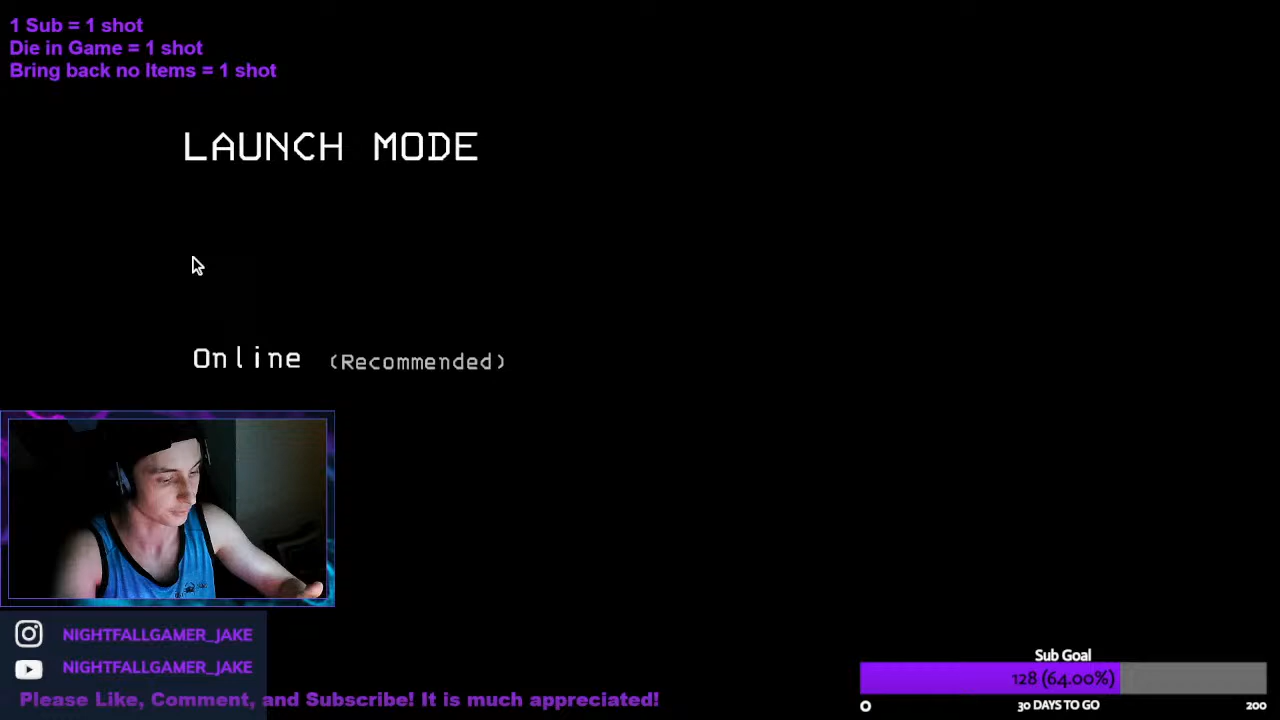 1 Sub = 1 shot
Die in Game = 1 shot
Bring back no Items = 1 shot
LAUNCH MODE
Online (Recommended)
NIGHTFALLGAMER_JAKE
NIGHTFALLGAMER_JAKE
Please Like, Comment, and Subscribe! It is much appreciated!
Sub Goal
128 (64.00%)
0 30 DAYS TO GO 200